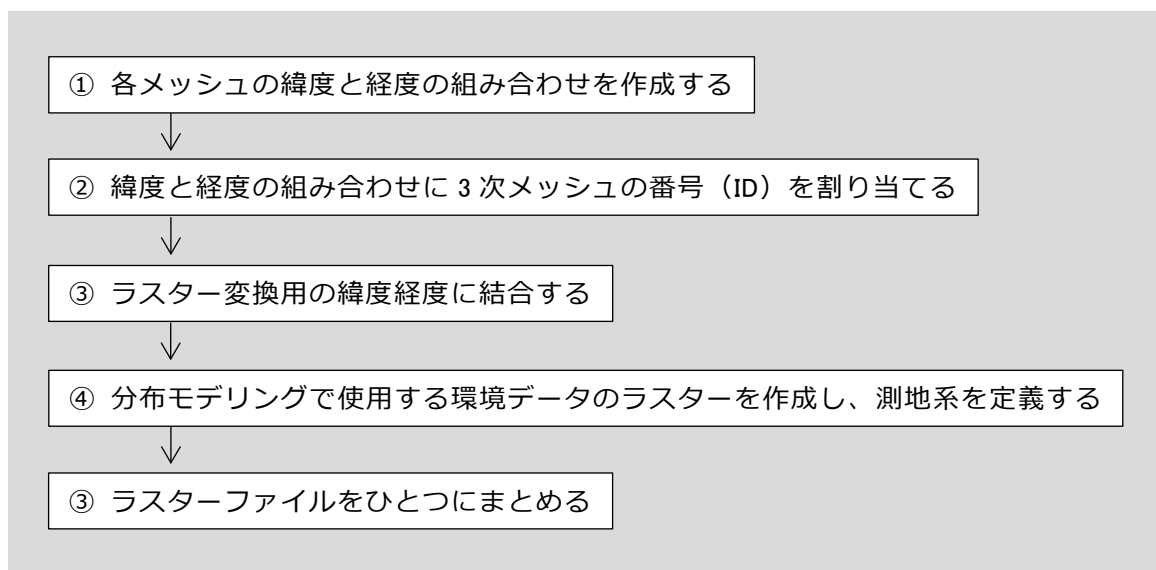 ① 各メッシュの緯度と経度の組み合わせを作成する
② 緯度と経度の組み合わせに 3 次メッシュの番号（ID）を割り当てる
③ ラスター変換用の緯度経度に結合する
④ 分布モデリングで使用する環境データのラスターを作成し、測地系を定義する
③ ラスターファイルをひとつにまとめる